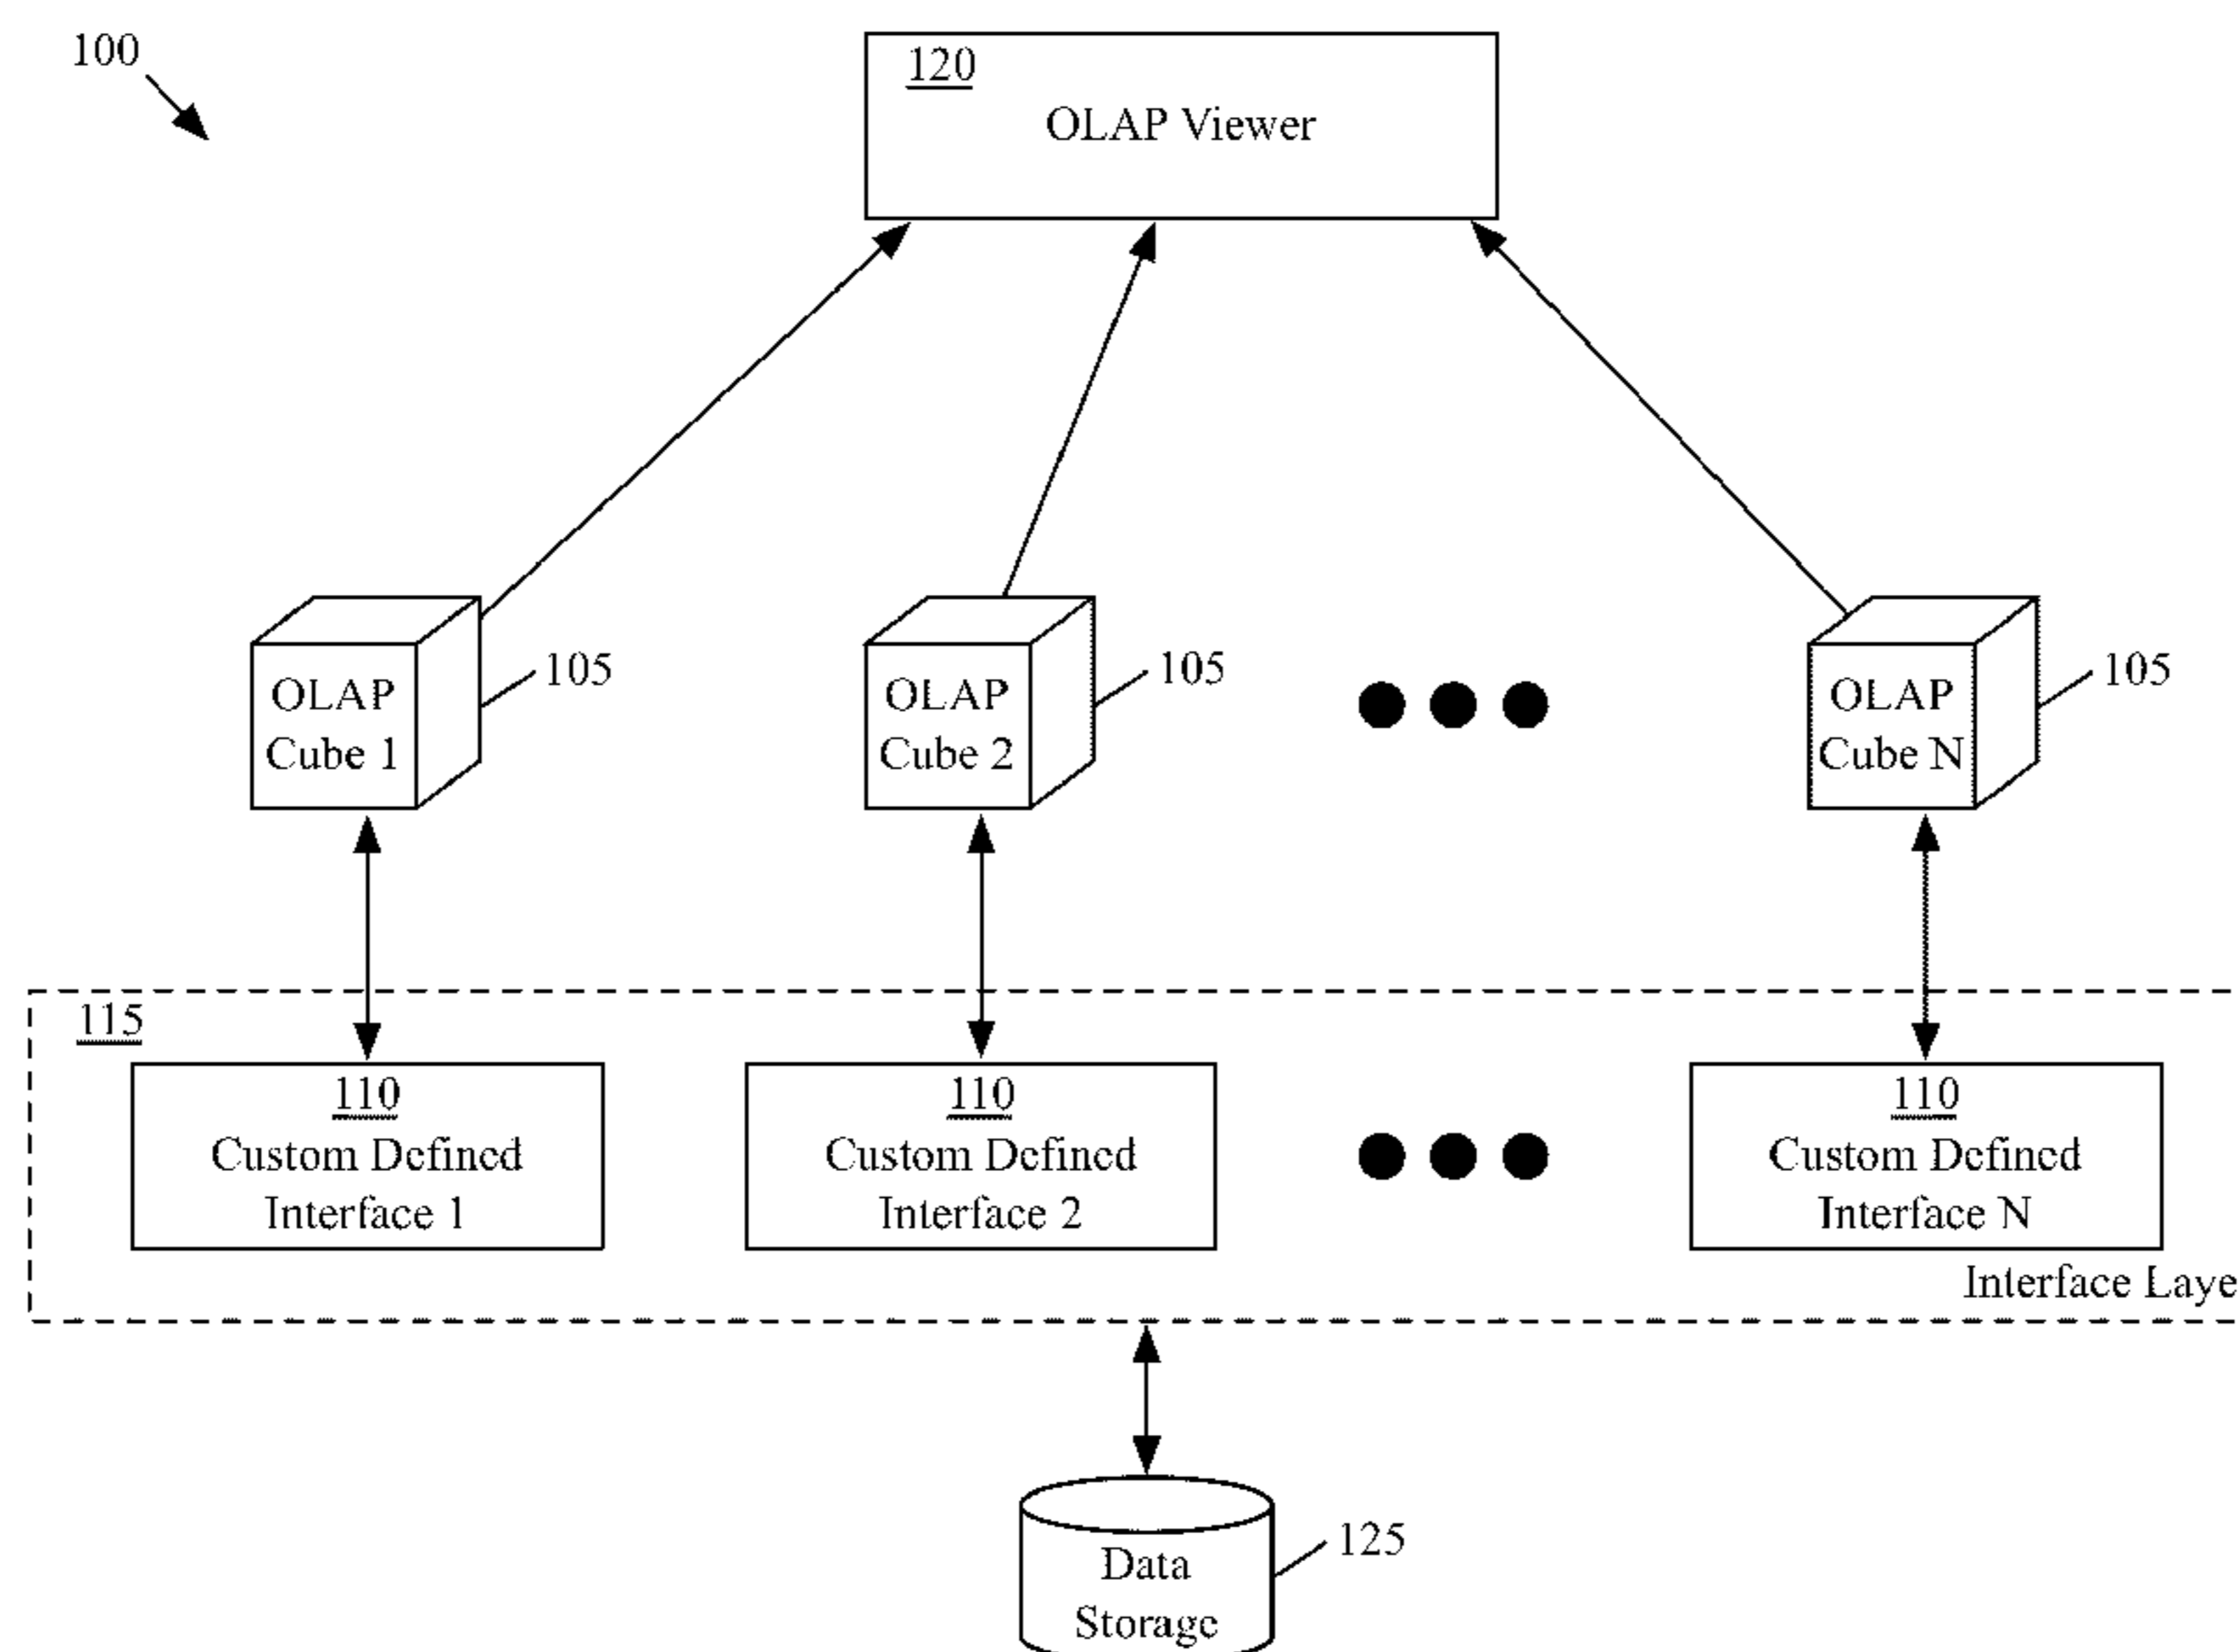 100
120
OLAP Viewer
OLAP
Cube 1
105
OLAP
Cube 2
105
OLAP
Cube N
105
115
110
Custom Defined
Interface 1
110
Custom Defined
Interface 2
110
Custom Defined
Interface N
Interface Laye
Data
Storage
125